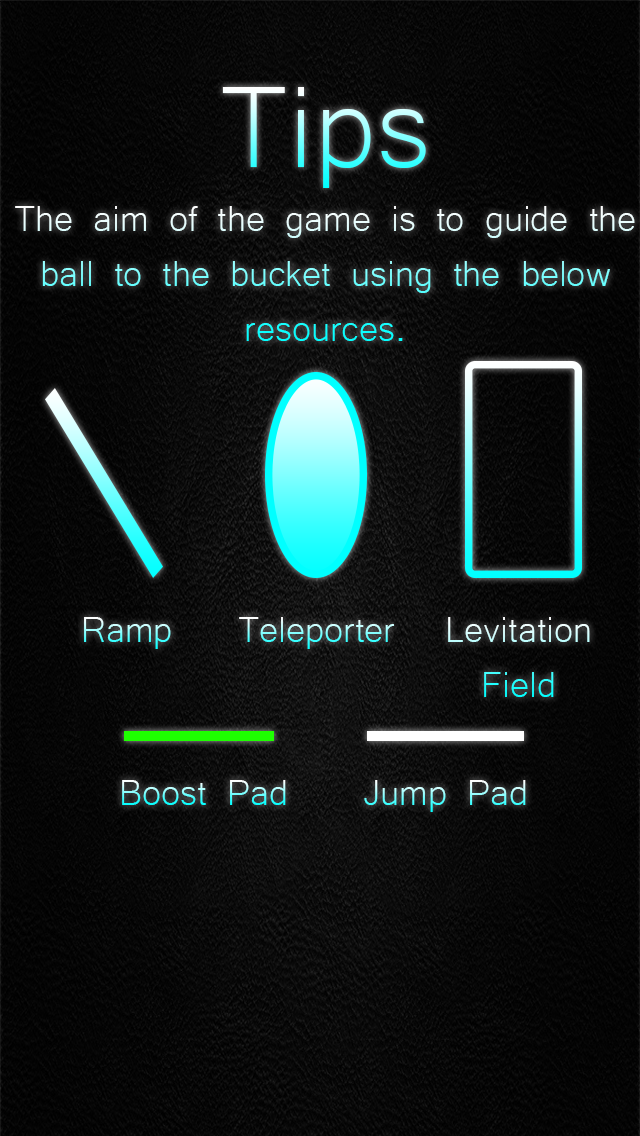 Tips
The aim of the game is to guide the
ball to the bucket using the below
resources.
Ramp Teleporter Levitation
Field
Boost Pad Jump Pad